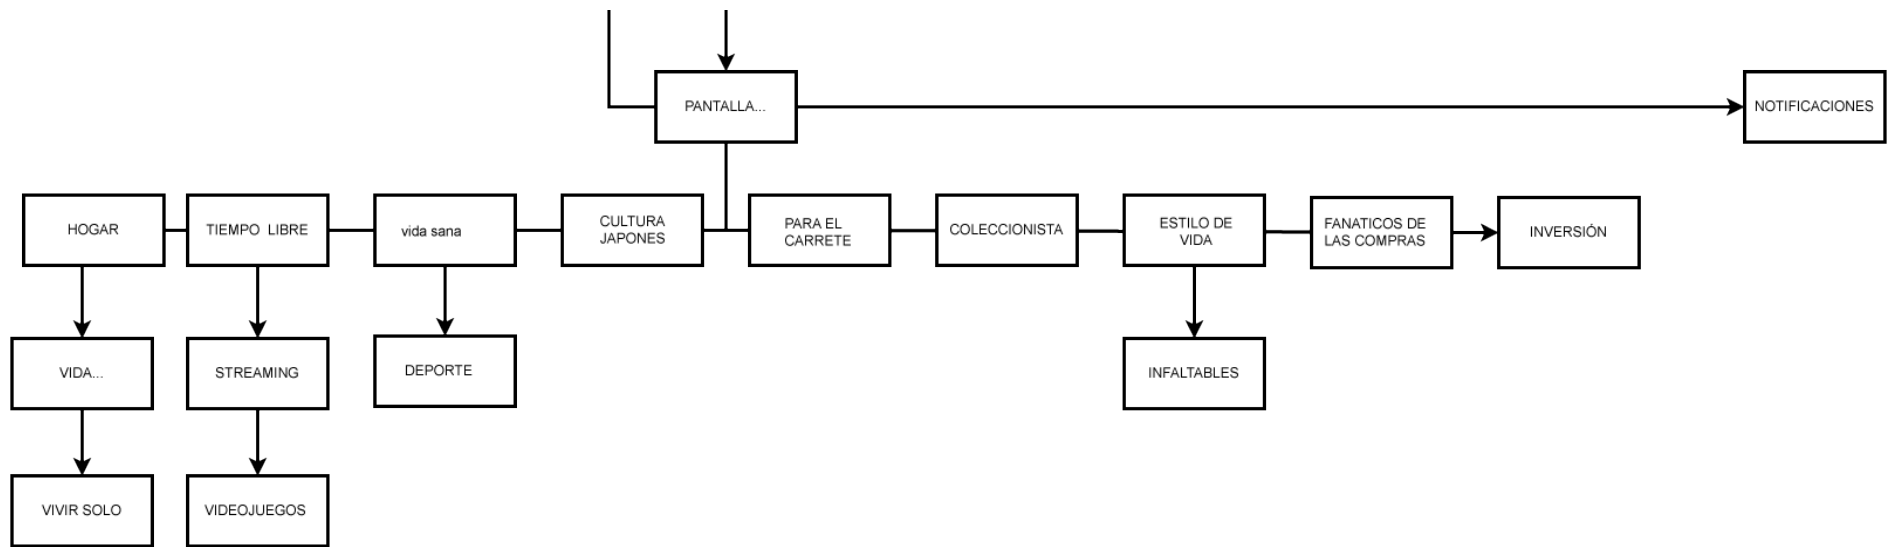 PANTALLA...
NOTIFICACIONES
HOGAR
TIEMPO LIBRE
vida sana
CULTURA
JAPONES
PARA EL
CARRETE
COLECCIONISTA
ESTILO DE
VIDA
FANATICOS DE
LAS COMPRAS
INVERSIÓN
VIDA...
STREAMING
DEPORTE
INFALTABLES
VIVIR SOLO
VIDEOJUEGOS